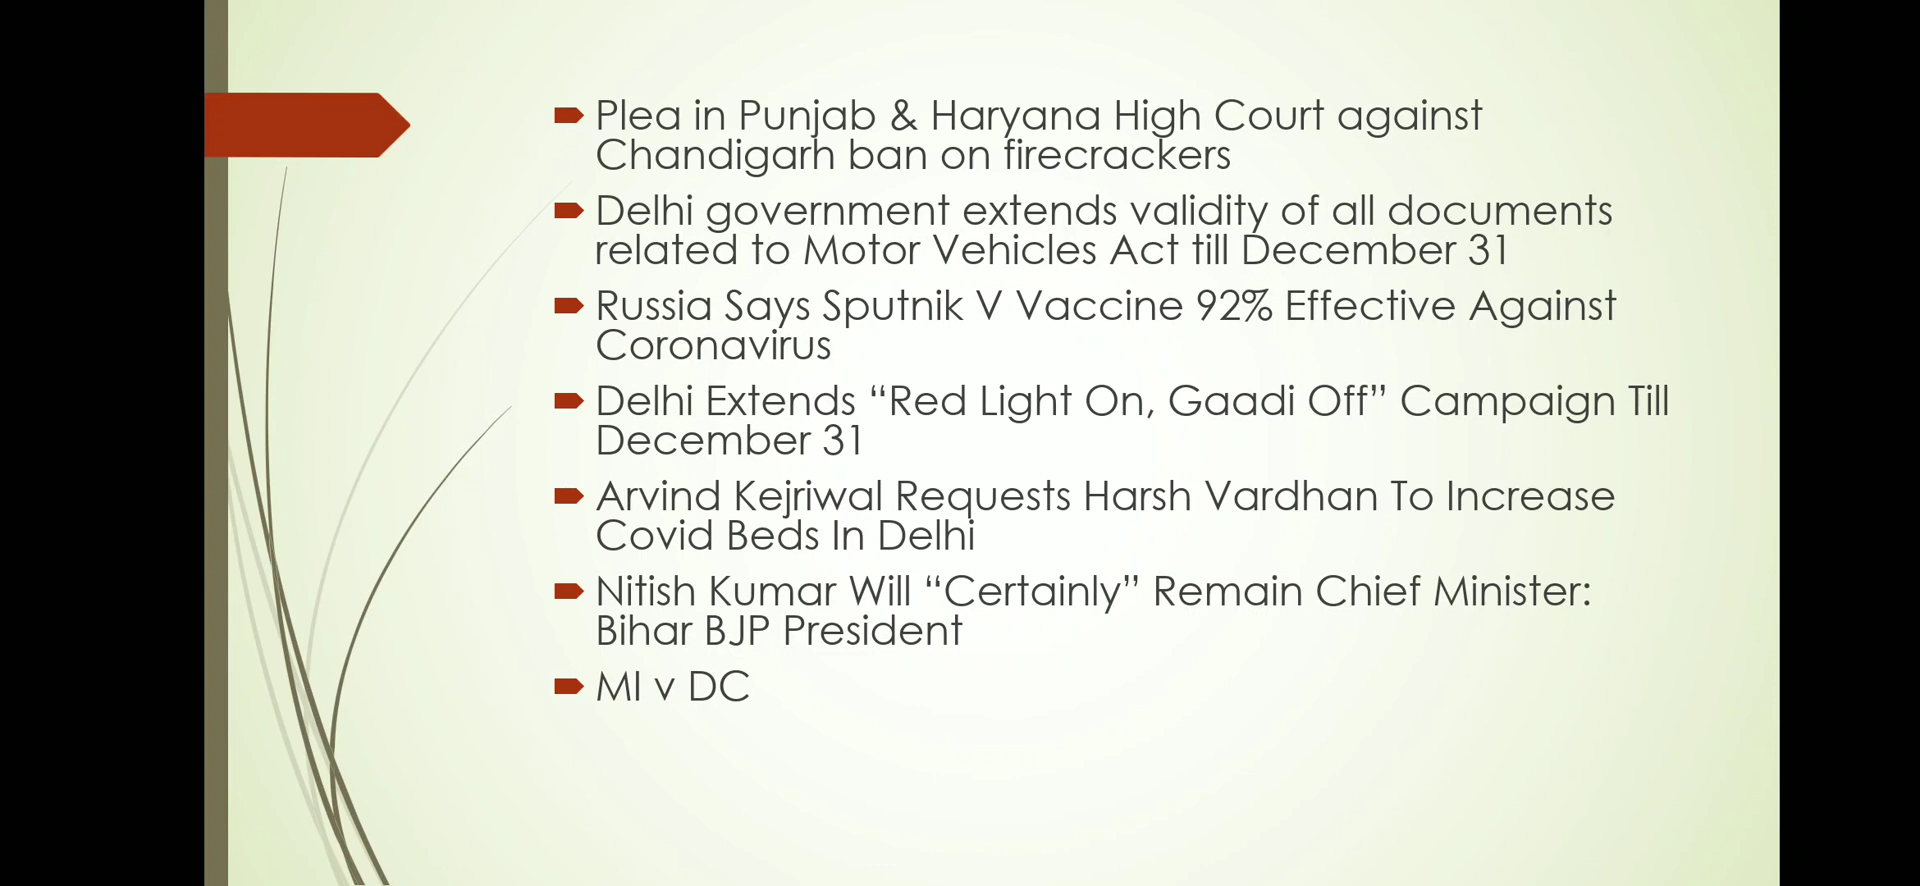 Plea in Punjab & Haryana High Court against
Chandigarh ban on firecrackers
Delhi government extends validity of all documents
related to Motor Vehicles Act till December 31
Russia Says Sputnik V Vaccine 92% Effective Against
Coronavirus
Delhi Extends “Red Light On, Gaadi Off” Campaign Till
December 31
Arvind Kejriwal Requests Harsh Vardhan To Increase
Covid Beds In Delhi
Nitish Kumar Will “Certainly” Remain Chief Minister:
Bihar BJP President
MI v DC